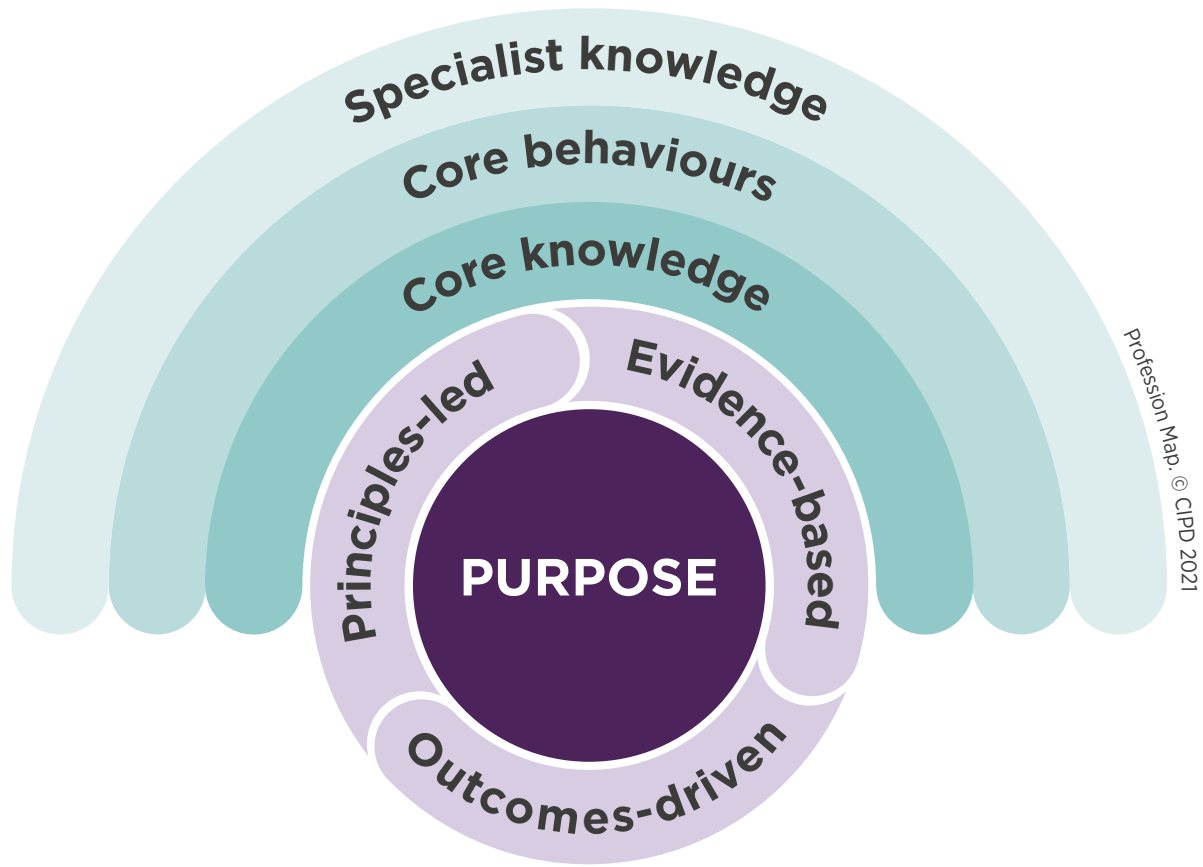 Specialist knowledge
Core behaviours
Core knowledge
Principles-led
Evidence-based
PURPOSE
Outcomes-driven
Profession Map. © CIPD 2021